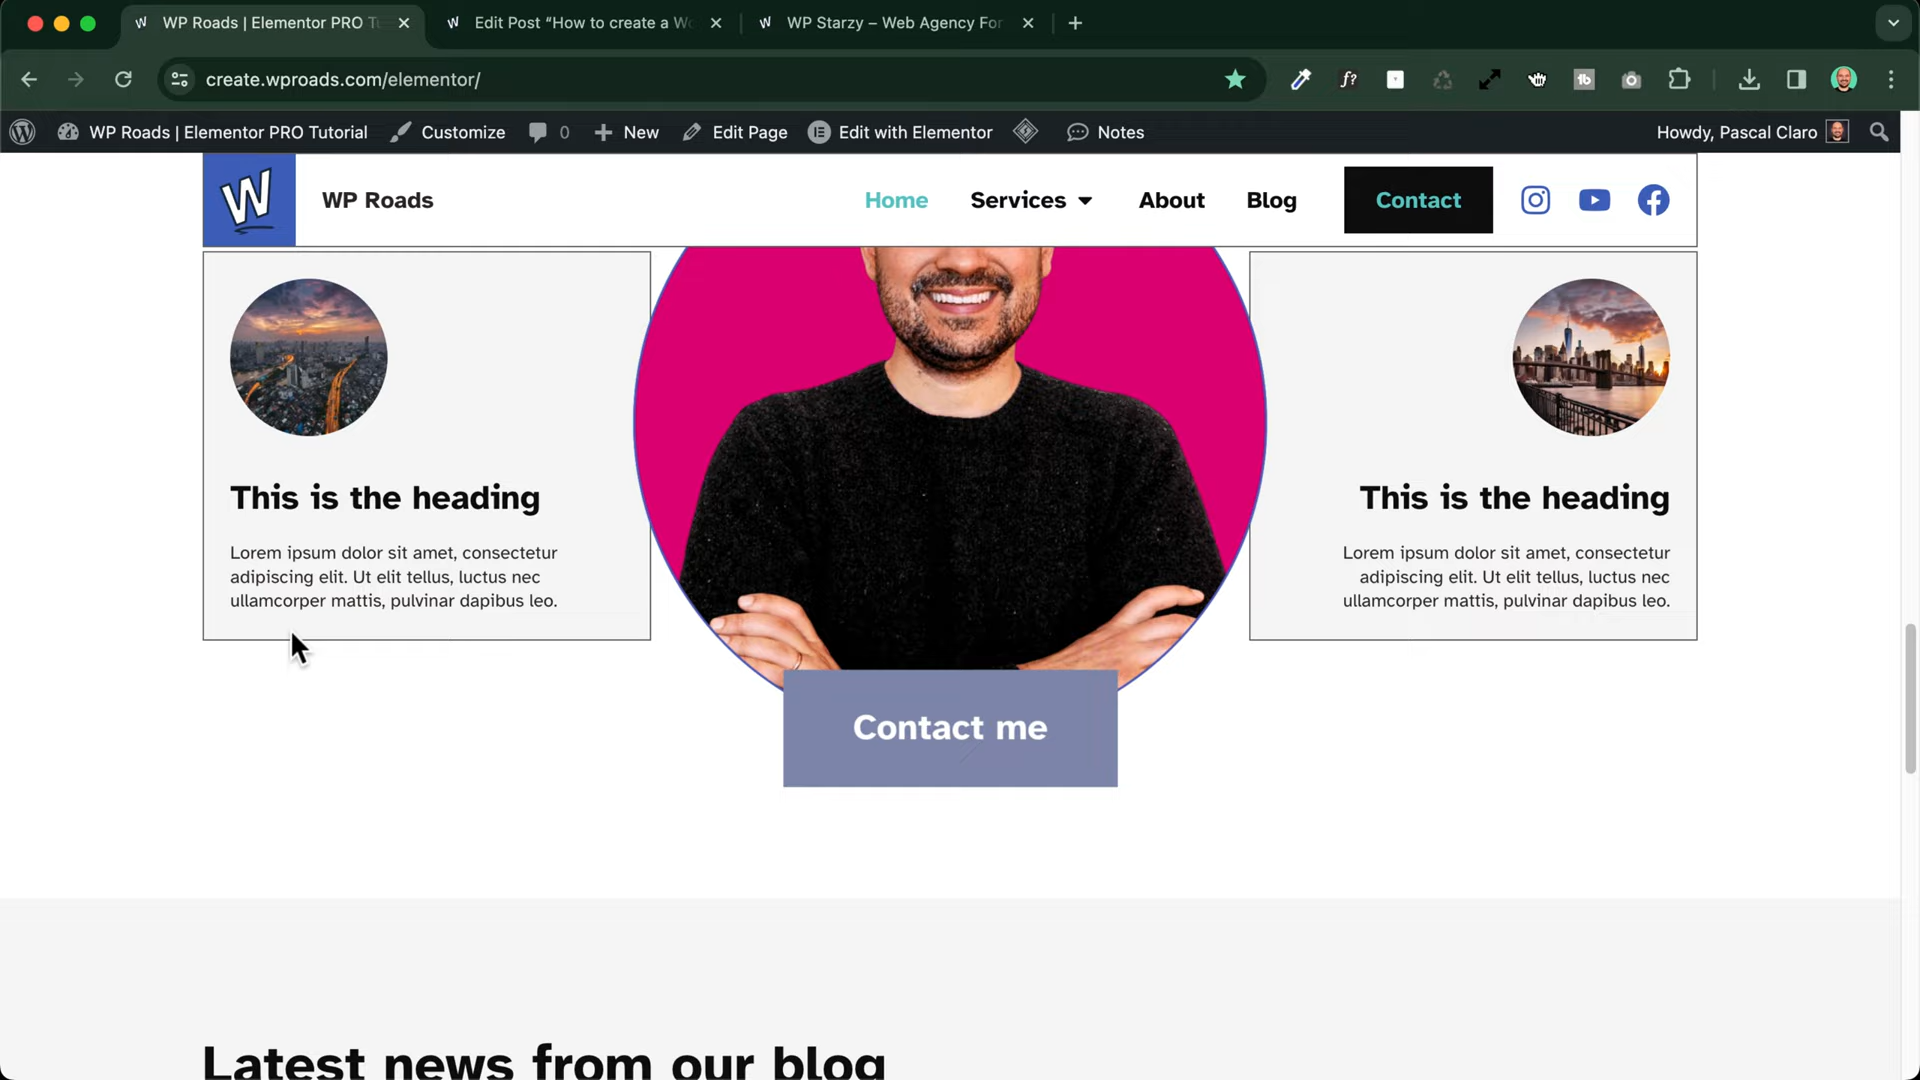 WP Roads | Elementor PRO T
Edit Post “How to create a Wo
WP Starzy – Web Agency For
create.wproads.com/elementor/
f?
tb
WP Roads | Elementor PRO Tutorial
Customize
0
New
Edit Page
Edit with Elementor
Notes
Howdy, Pascal Claro
W
WP Roads
Home
Services
About
Blog
Contact
This is the heading
Lorem ipsum dolor sit amet, consectetur
adipiscing elit. Ut elit tellus, luctus nec
ullamcorper mattis, pulvinar dapibus leo.
This is the heading
Lorem ipsum dolor sit amet, consectetur
adipiscing elit. Ut elit tellus, luctus nec
ullamcorper mattis, pulvinar dapibus leo.
Contact me
Latest news from our blog